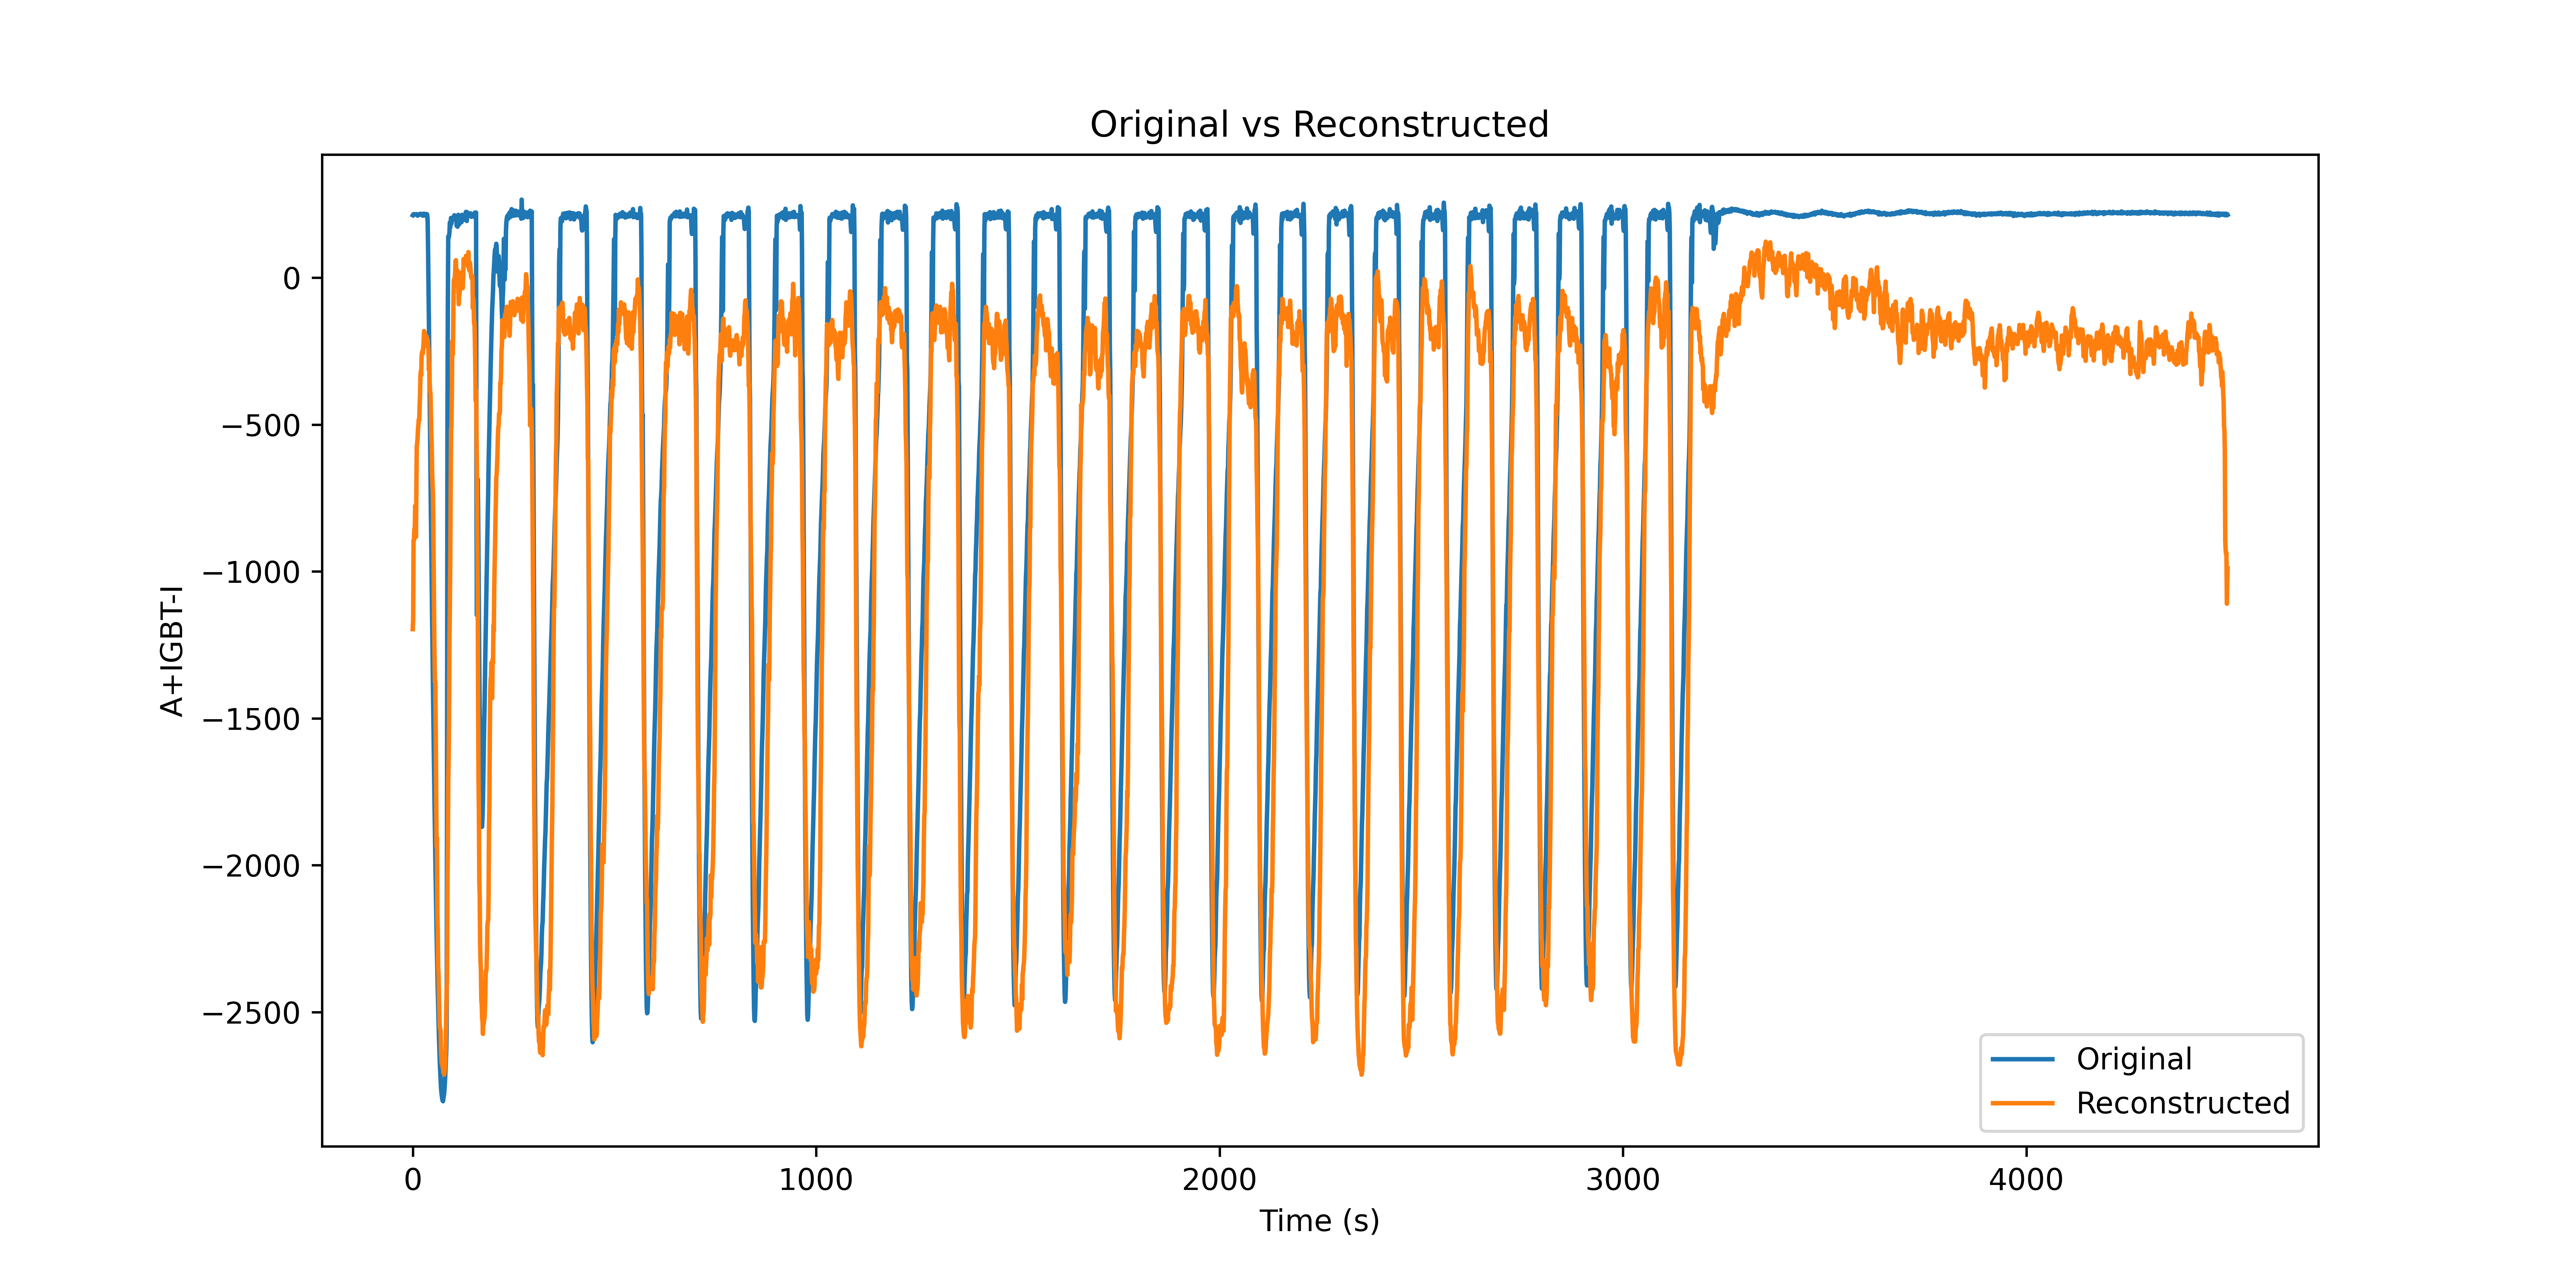 Original vs Reconstructed
A+IGBT-I
0
−500
−1000
−1500
−2000
−2500
0
1000
2000
3000
4000
Time (s)
Original
Reconstructed